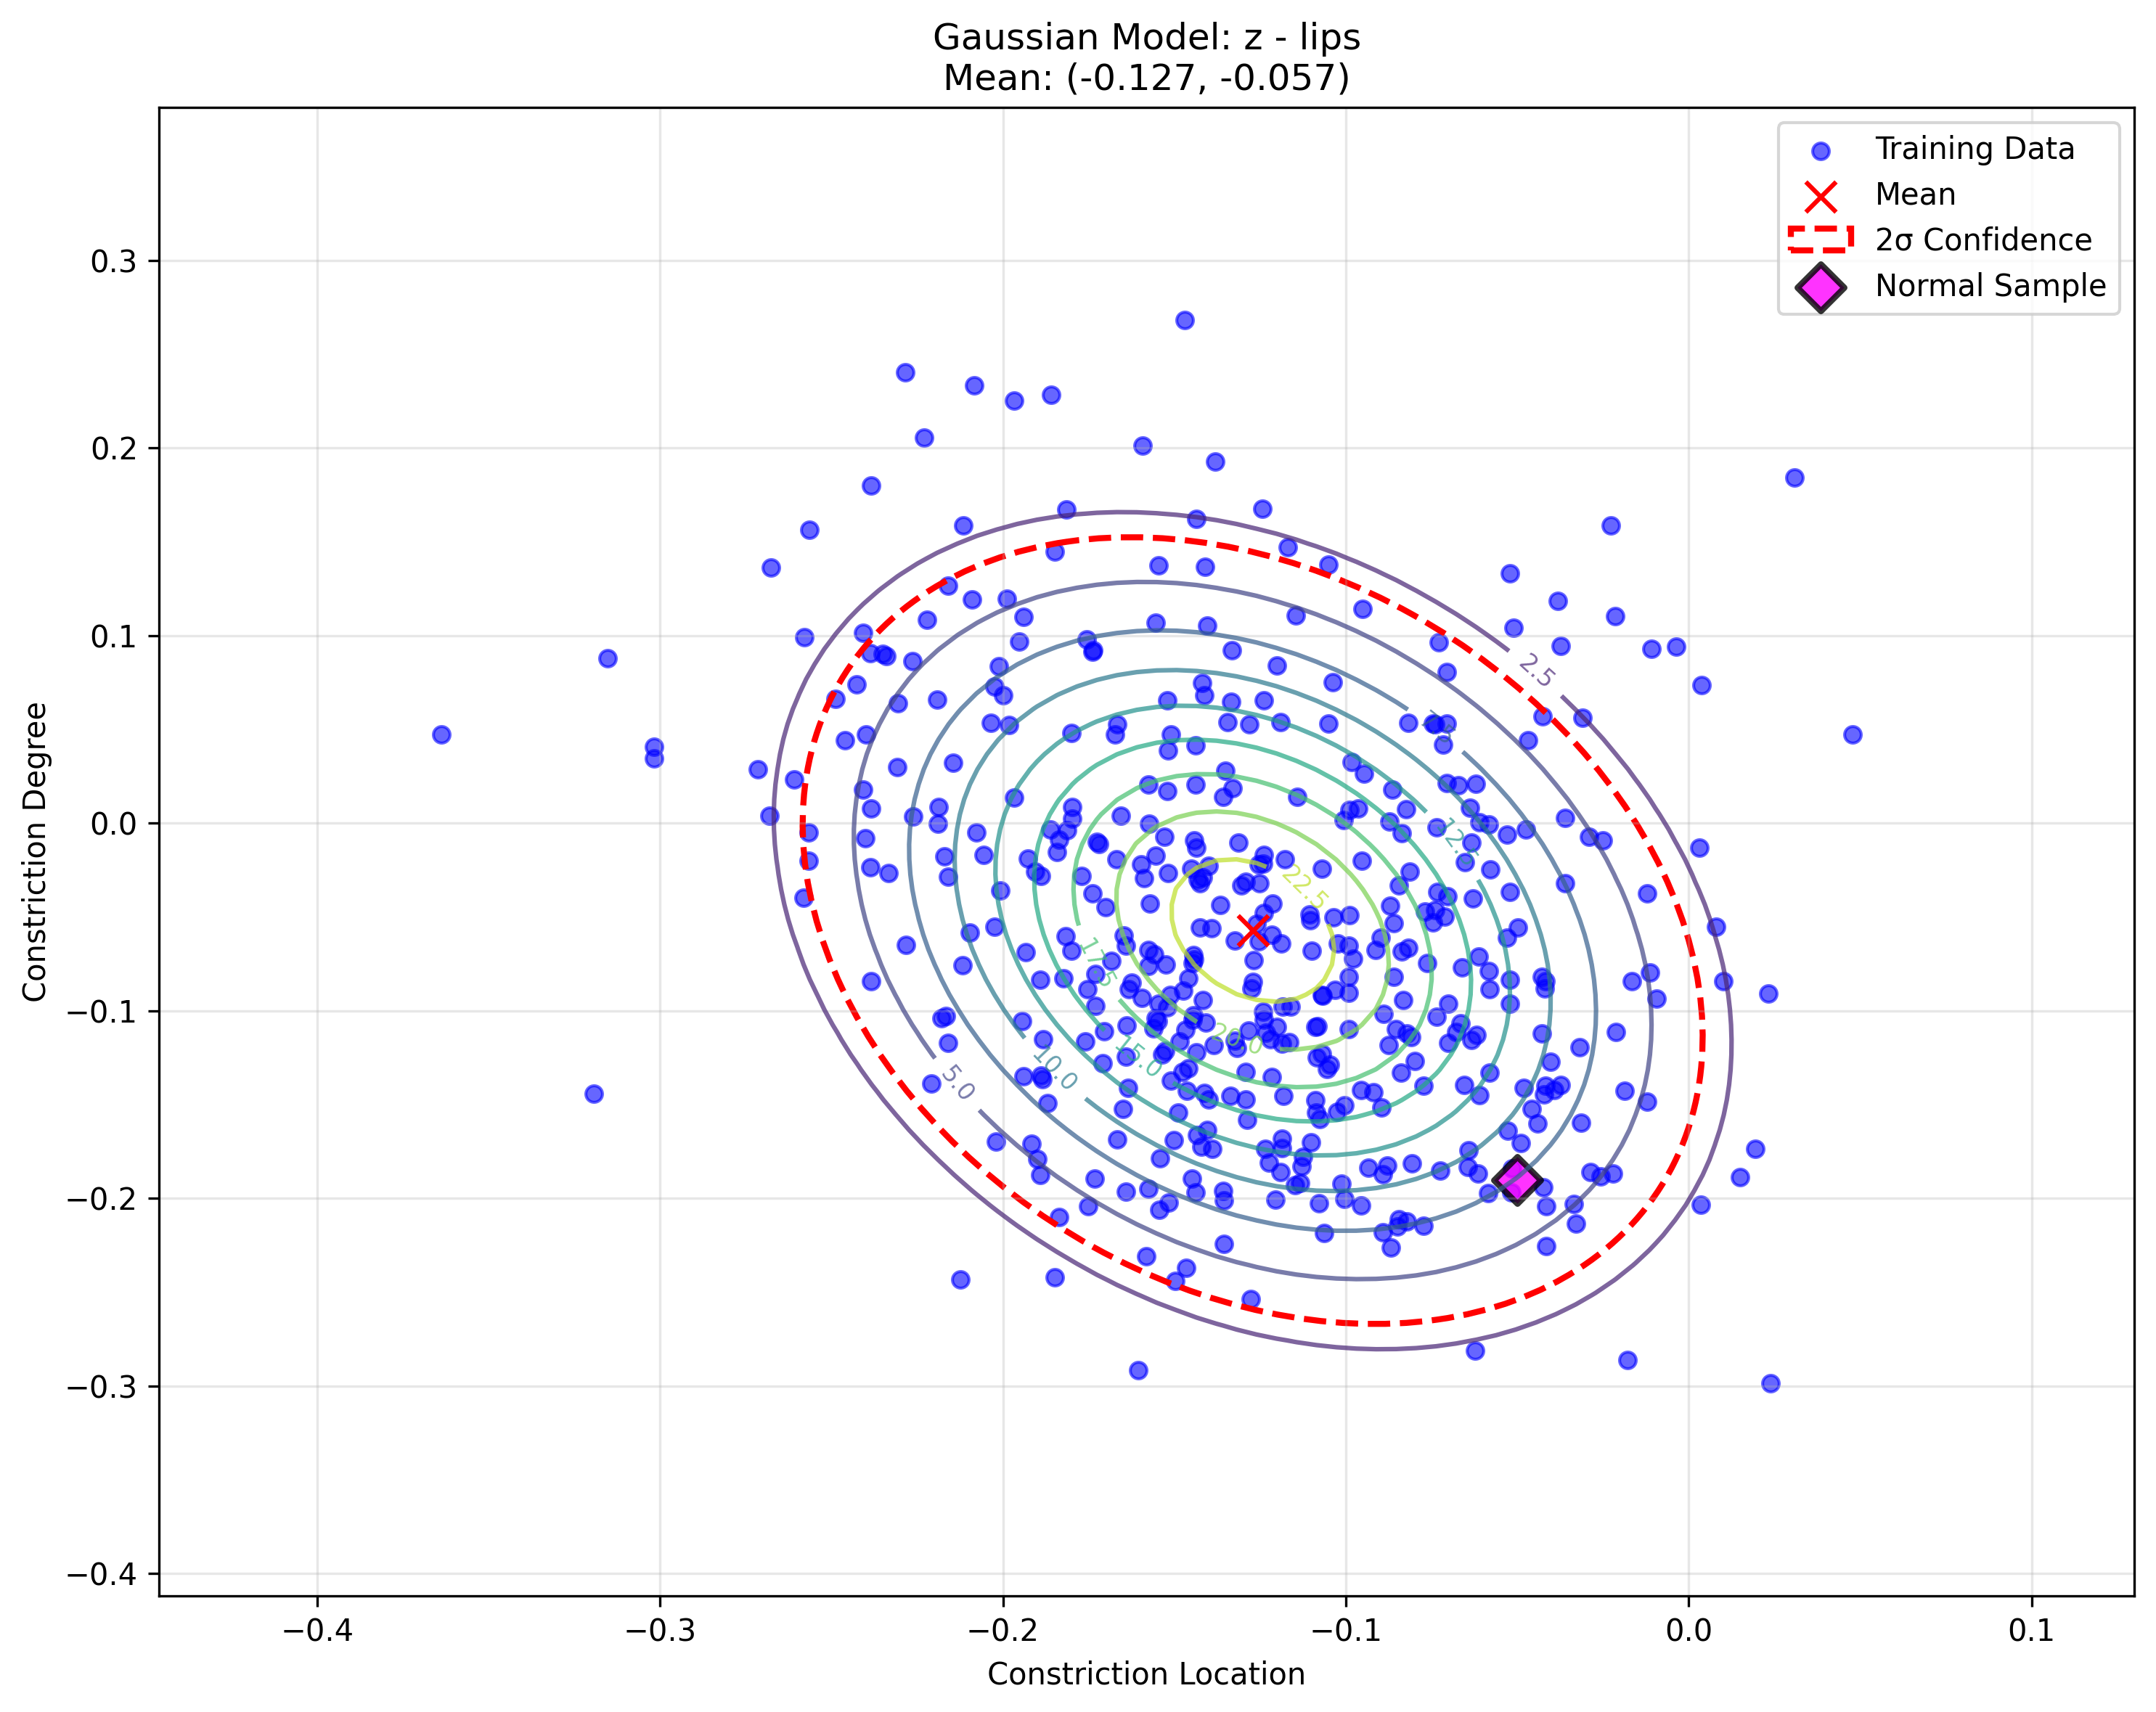 Gaussian Model: z - lips
Mean: (-0.127, -0.057)
Training Data
Mean
2σ Confidence
Normal Sample
Constriction Degree
0.3
0.2
0.1
0.0
−0.1
−0.2
−0.3
−0.4
2.5
12.5
22.5
17.5
20.0
15.0
10.0
5.0
−0.4
−0.3
−0.2
−0.1
0.0
0.1
Constriction Location